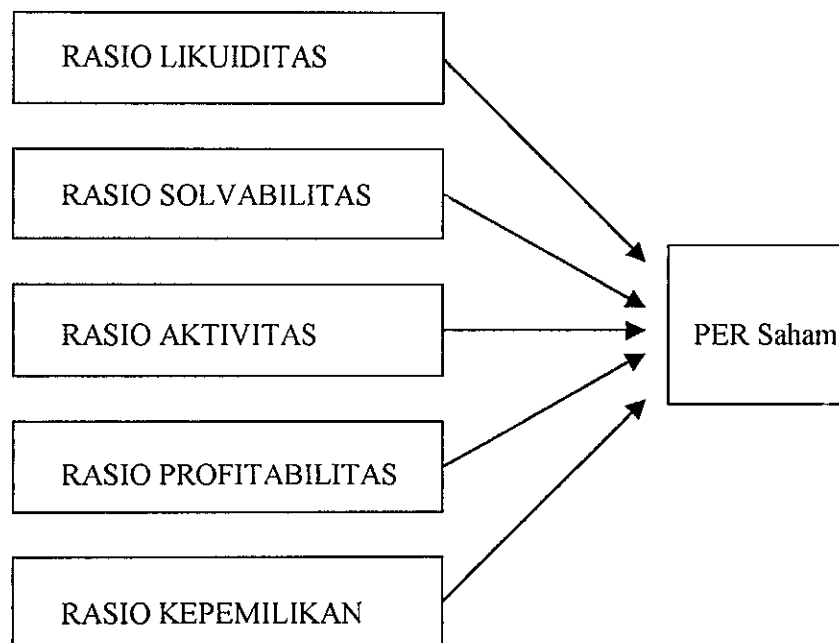 RASIO LIKUIDITAS
RASIO SOLVABILITAS
RASIO AKTIVITAS
PER Saham
RASIO PROFITABILITAS
RASIO KEPEMILIKAN